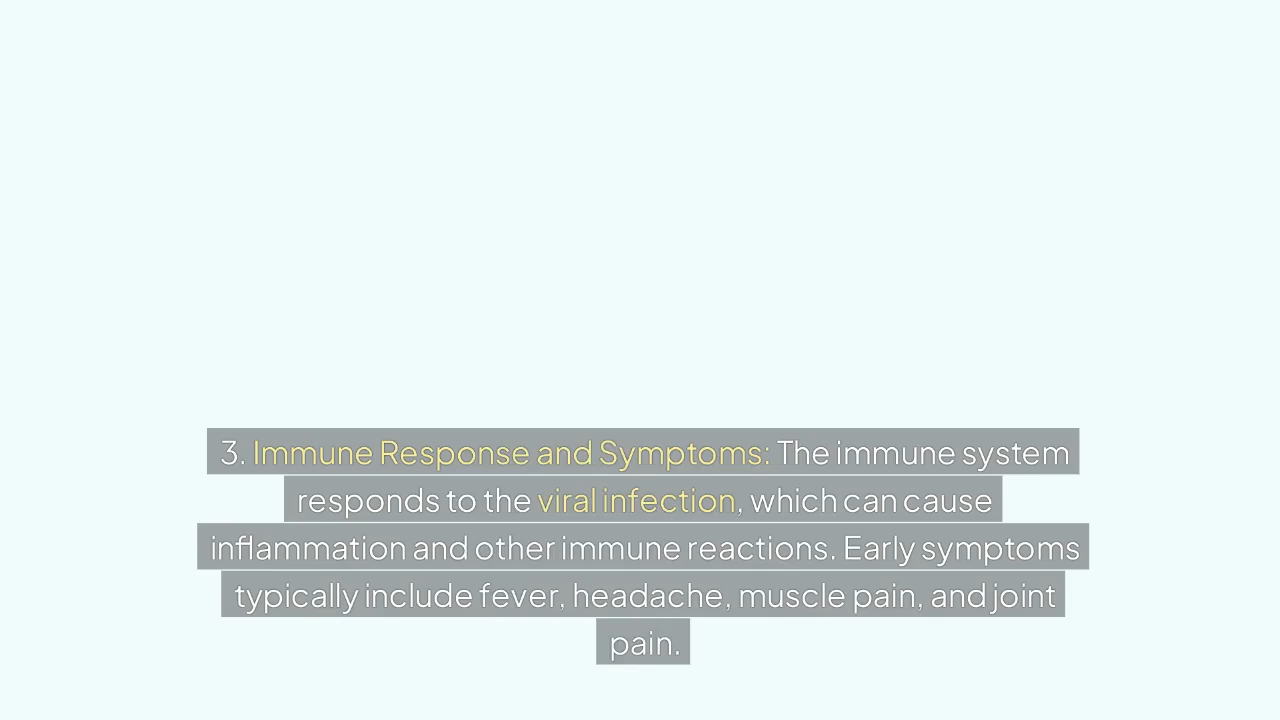 3. Immune Response and Symptoms: The immune system
responds to the viral infection, which can cause
inflammation and other immune reactions. Early symptoms
typically include fever, headache, muscle pain, and joint
pain.